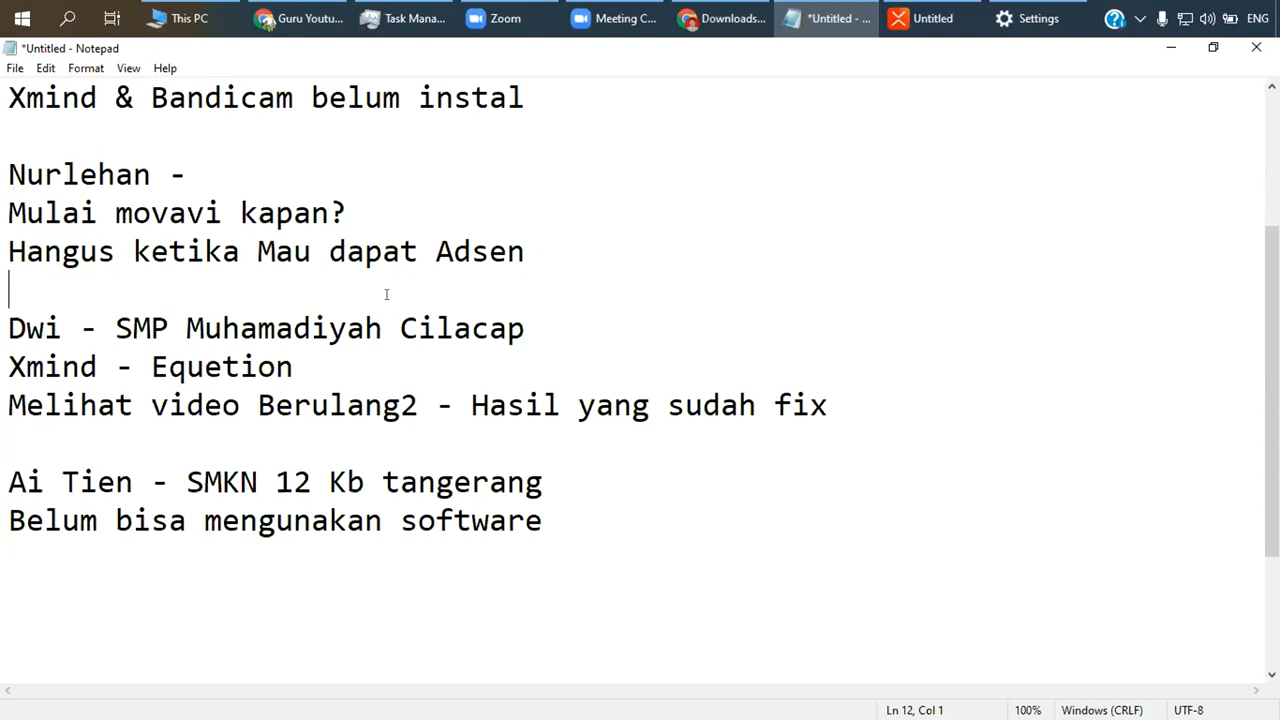 This PC
Guru Youtu...
Task Mana...
Zoom
Meeting C...
Downloads...
*Untitled - ...
Untitled
Settings
ENG
*Untitled - Notepad
File Edit Format View Help
Xmind & Bandicam belum instal
Nurlehan -
Mulai movavi kapan?
Hangus ketika Mau dapat Adsen
Dwi - SMP Muhamadiyah Cilacap
Xmind - Equetion
Melihat video Berulang2 - Hasil yang sudah fix
Ai Tien - SMKN 12 Kb tangerang
Belum bisa mengunakan software
Ln 12, Col 1 100% Windows (CRLF) UTF-8